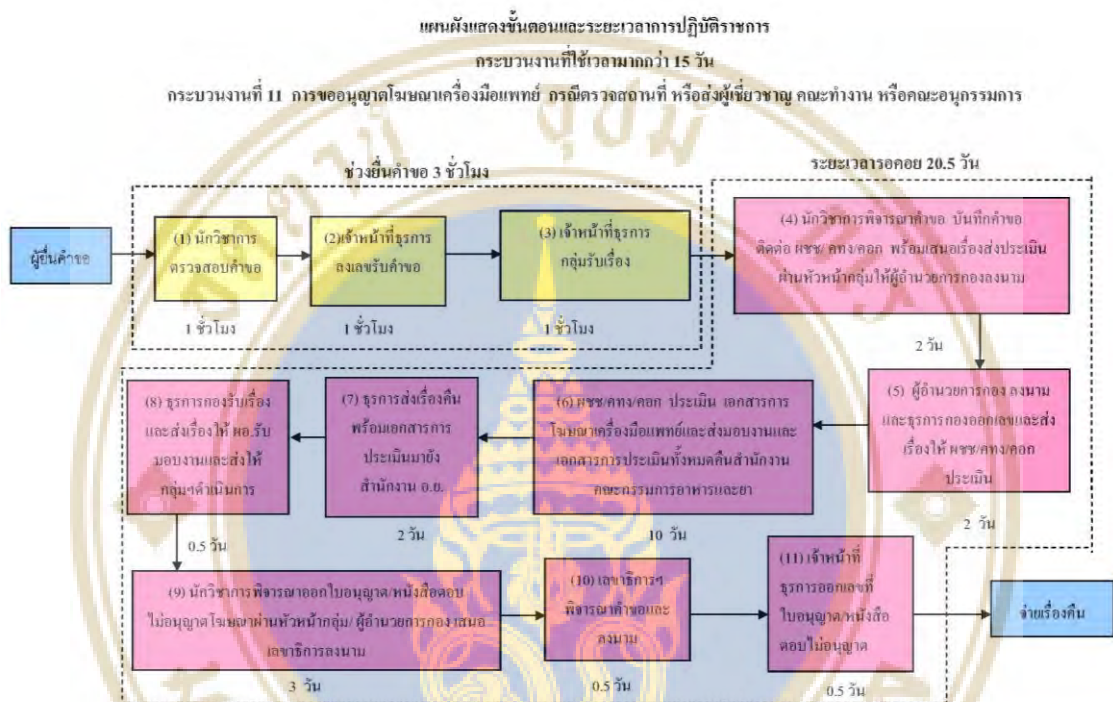 แผนผังแสดงขั้นตอนและระยะเวลาการปฏิบัติราชการ
กระบวนงานที่ใช้เวลามากกว่า 15 วัน
กระบวนงานที่ 11 การขออนุญาตโฆษณาเครื่องมือแพทย์ กรณีตรวจสถานที่ หรือส่งผู้เชี่ยวชาญ คณะทำงาน หรือคณะอนุกรรมการ
ช่วงยื่นคำขอ 3 ชั่วโมง
ระยะเวลารอคอย 20.5 วัน
ผู้ยื่นคำขอ
(1) นักวิชาการ
ตรวจสอบคำขอ
1 ชั่วโมง
(2)เจ้าหน้าที่ธุรการ
ลงเลขรับคำขอ
1 ชั่วโมง
(3) เจ้าหน้าที่ธุรการ
กลุ่มรับเรื่อง
1 ชั่วโมง
(4) นักวิชาการพิจารณาคำขอ บันทึกคำขอ
ติดต่อ ผชช/ คทง/คอก พร้อมเสนอเรื่องส่งประเมิน
ผ่านหัวหน้ากลุ่มให้ผู้อำนวยการกองลงนาม
2 วัน
(5) ผู้อำนวยการกอง ลงนาม
และธุรการกองออกเลขและส่ง
เรื่องให้ ผชช/คทง/คอก
ประเมิน
2 วัน
(6) ผชช/คทง/คอก ประเมิน เอกสารการ
โฆษณาเครื่องมือแพทย์และส่งมอบงานและ
เอกสารการประเมินทั้งหมดคืนสำนักงาน
คณะกรรมการอาหารและยา
10 วัน
(7) ธุรการส่งเรื่องคืน
พร้อมเอกสารการ
ประเมินมายัง
สำนักงาน อ.ย.
2 วัน
(8) ธุรการกองรับเรื่อง
และส่งเรื่องให้ ผอ.รับ
มอบงานและส่งให้
กลุ่มฯดำเนินการ
0.5 วัน
(9) นักวิชาการพิจารณาออกใบอนุญาต/หนังสือตอบ
ไม่อนุญาตโฆษณาผ่านหัวหน้ากลุ่ม/ ผู้อำนวยการกอง เสนอ
เลขาธิการลงนาม
3 วัน
(10) เลขาธิการฯ
พิจารณาคำขอและ
ลงนาม
0.5 วัน
(11) เจ้าหน้าที่
ธุรการออกเลขที่
ใบอนุญาต/หนังสือ
ตอบไม่อนุญาต
0.5 วัน
จ่ายเรื่องคืน